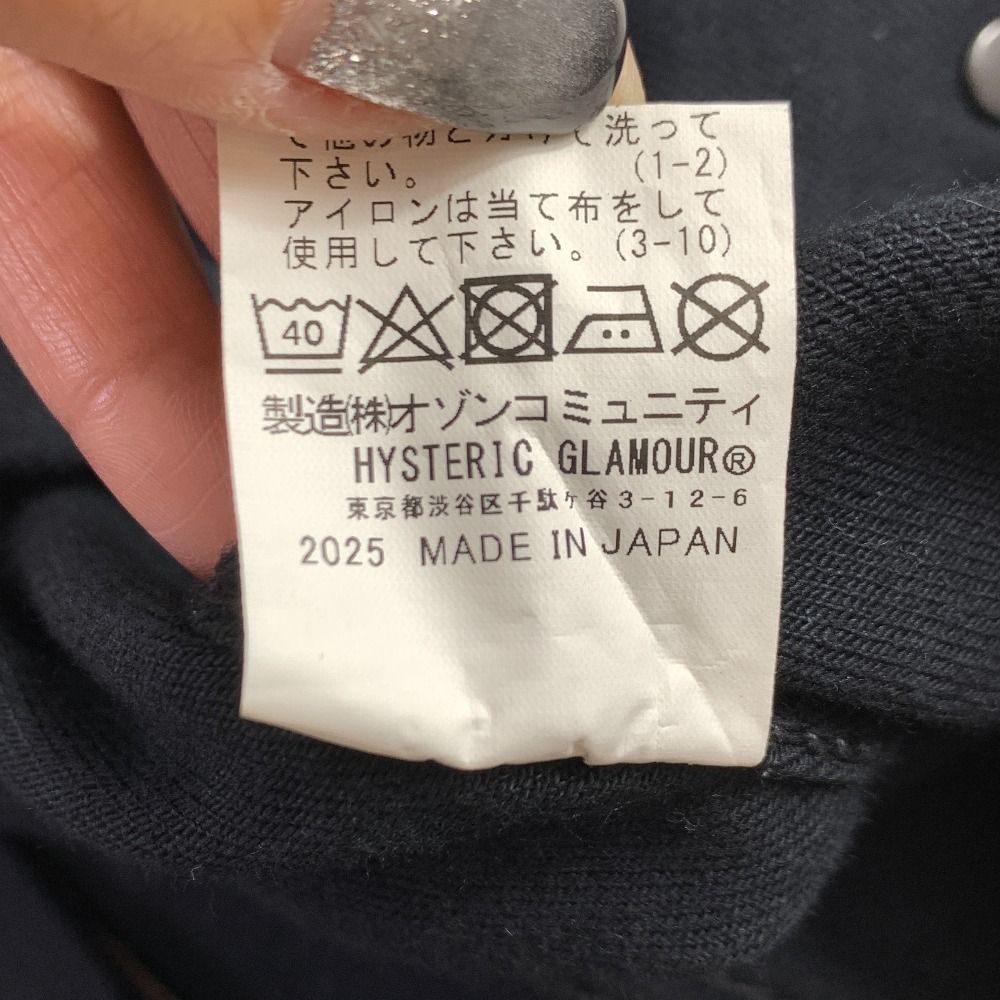 て他の物と分けて洗って
下さい。 (1-2)
アイロンは当て布をして
使用して下さい。(3-10)
40
製造(株)オゾンコミュニティ
HYSTERIC GLAMOUR®
東京都渋谷区千駄ヶ谷3-12-6
2025 MADE IN JAPAN